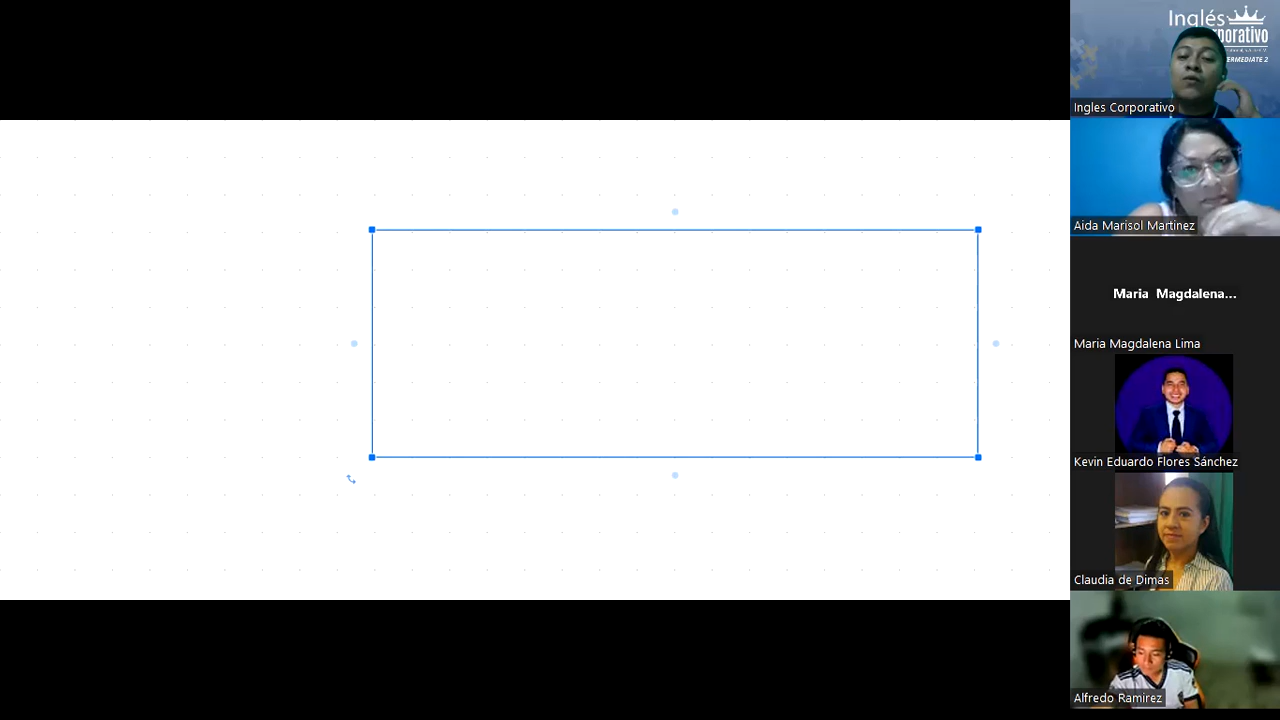 Inglés
porativo
ERMEDIATE 2
Ingles Corporativo
Aida Marisol Martinez
Maria Magdalena...
Maria Magdalena Lima
Kevin Eduardo Flores Sánchez
Claudia de Dimas
Alfredo Ramirez